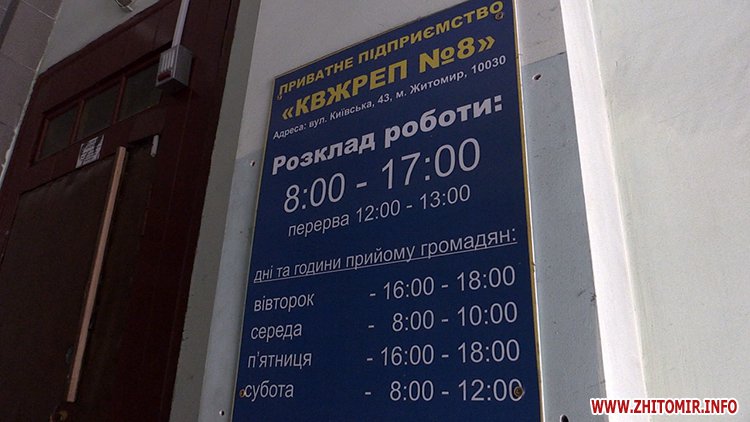 ПРИВАТНЕ ПІДПРИЄМСТВО
«КВЖРЕП №8»
Адреса: вул. Київська, 43, м. Житомир, 10030
Розклад роботи:
8:00 - 17:00
перерва 12:00 - 13:00
дні та години прийому громадян:
вівторок - 16:00 - 18:00
середа - 8:00 - 10:00
п'ятниця - 16:00 - 18:00
субота - 8:00 - 12:00
WWW.ZHITOMIR.INFO